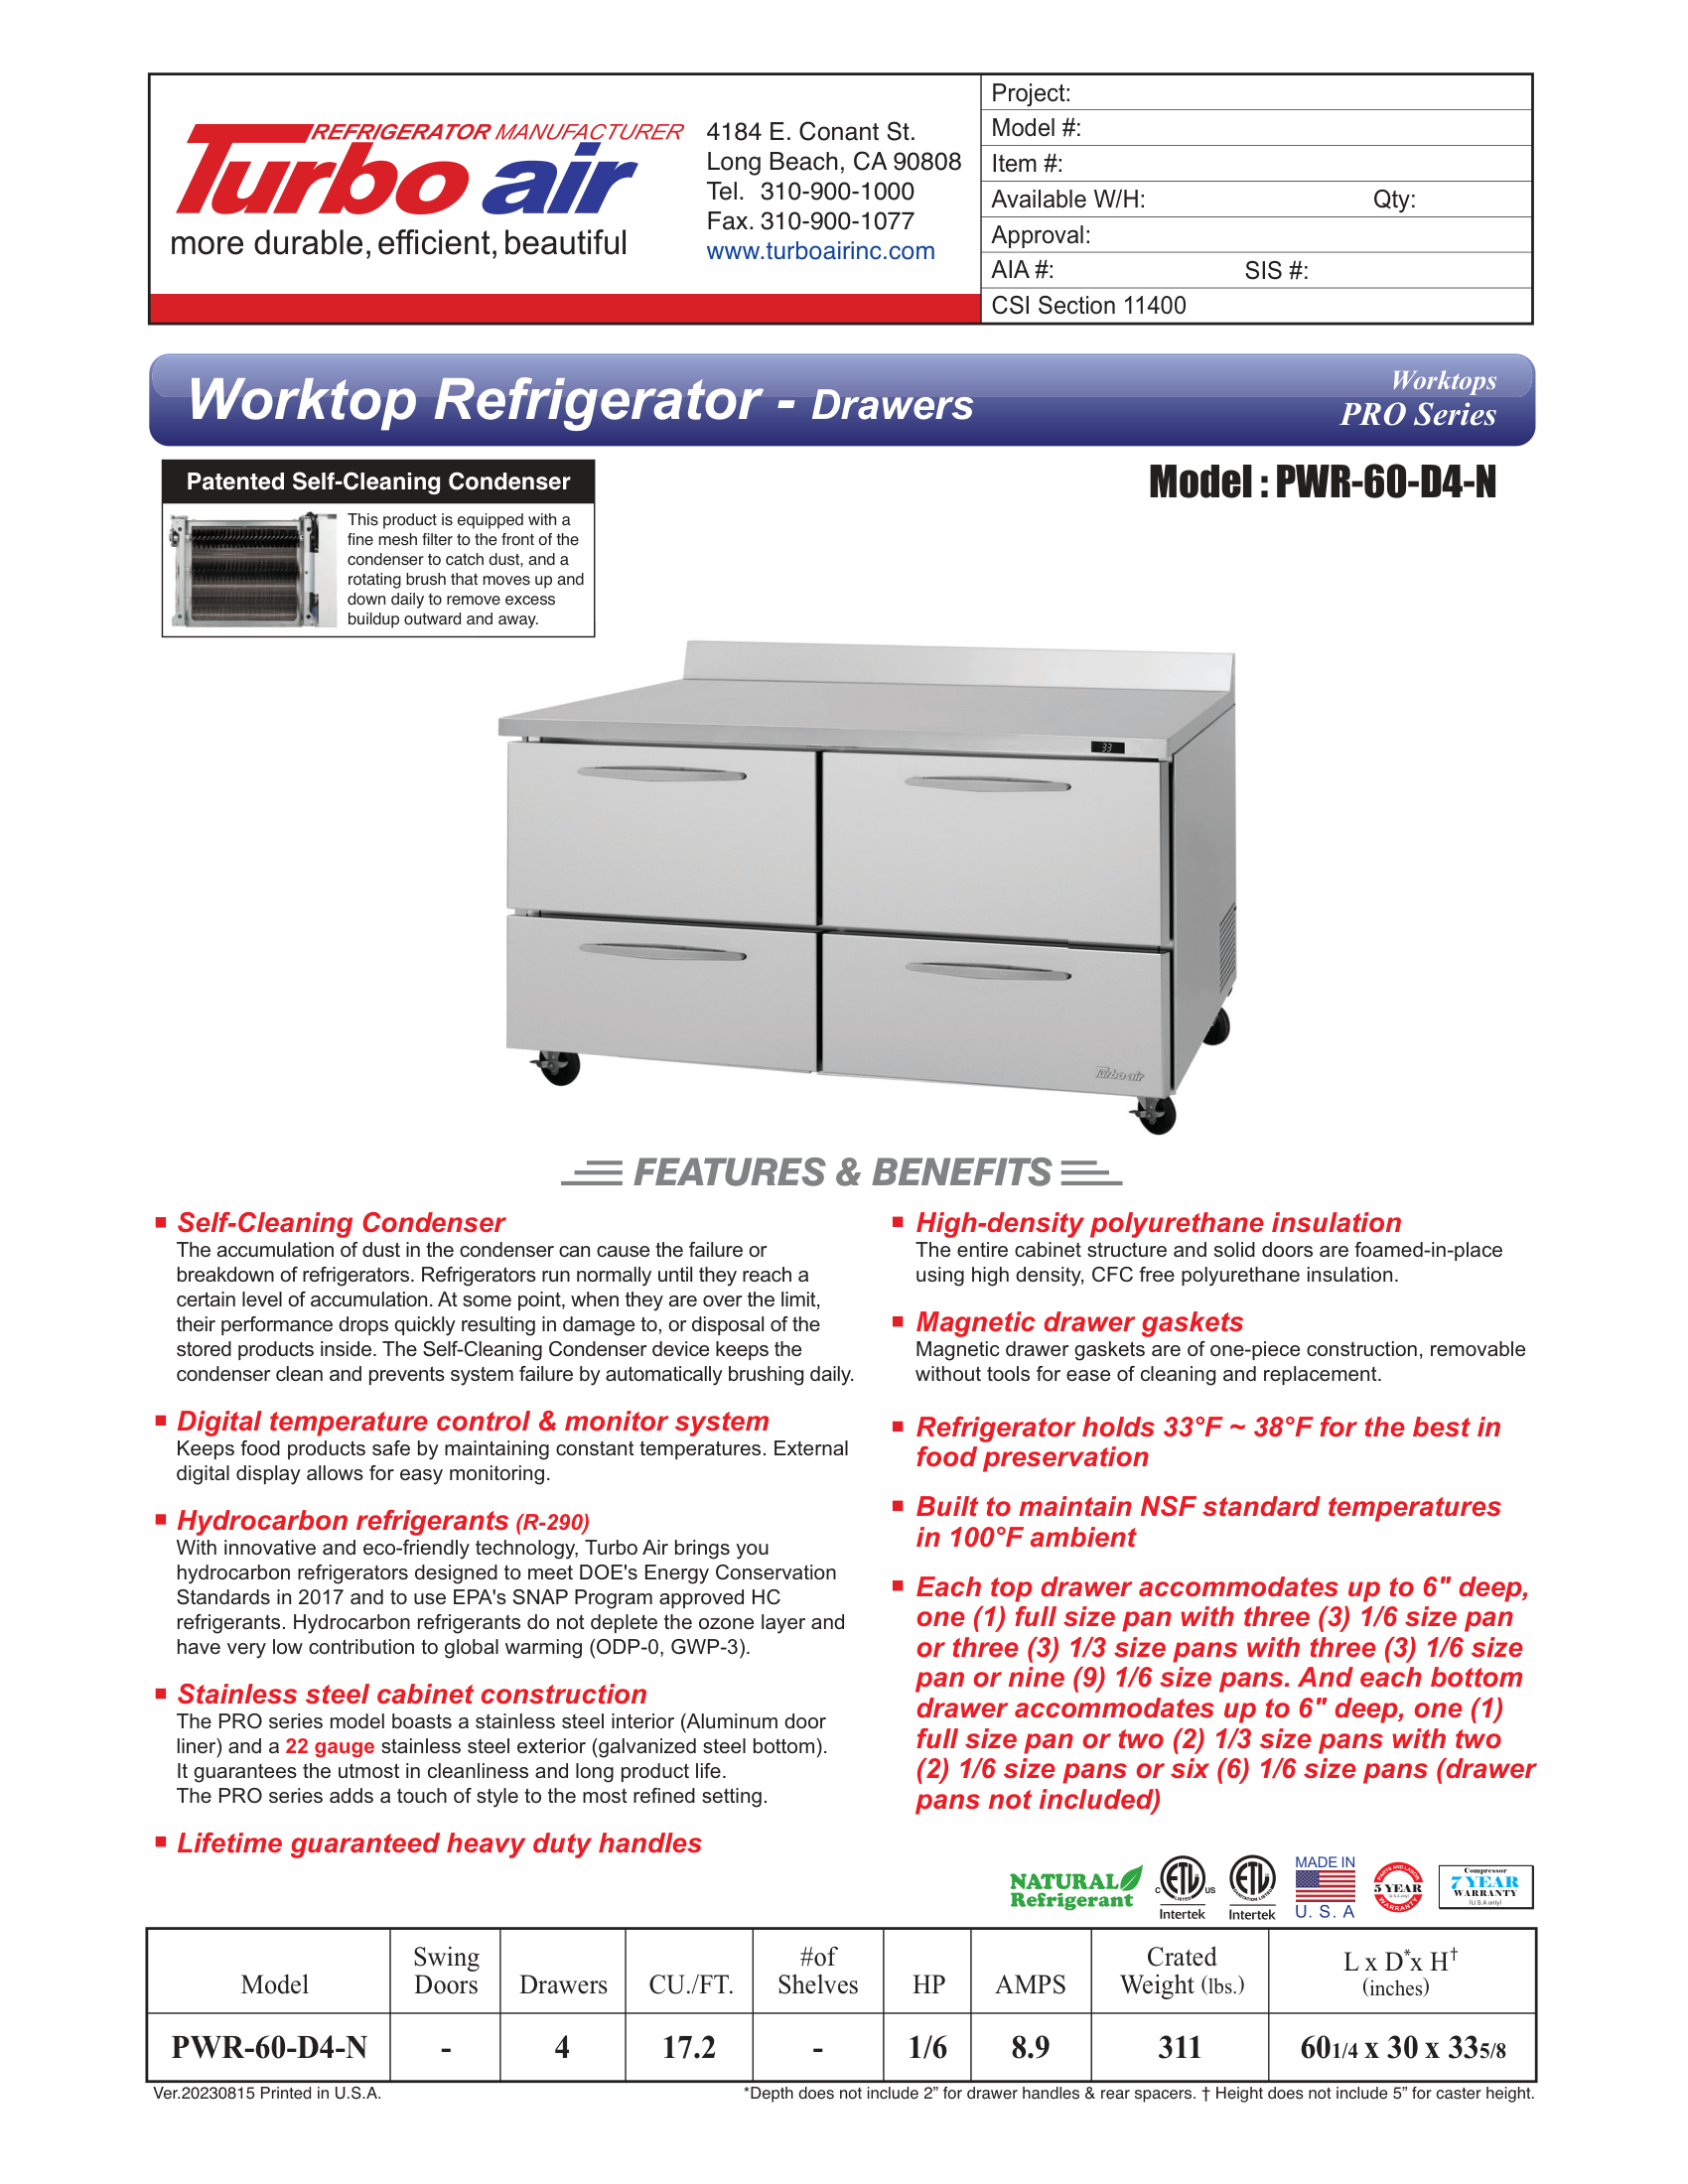 REFRIGERATOR MANUFACTURER
Turbo air
more durable, efficient, beautiful
4184 E. Conant St.
Long Beach, CA 90808
Tel. 310-900-1000
Fax. 310-900-1077
www.turboairinc.com
Project:
Model #:
Item #:
Available W/H: Qty:
Approval:
AIA #: SIS #:
CSI Section 11400
Worktop Refrigerator - Drawers
Worktops
PRO Series
Patented Self-Cleaning Condenser
This product is equipped with a
fine mesh filter to the front of the
condenser to catch dust, and a
rotating brush that moves up and
down daily to remove excess
buildup outward and away.
Model : PWR-60-D4-N
33
Turbo air
FEATURES & BENEFITS
Self-Cleaning Condenser
The accumulation of dust in the condenser can cause the failure or
breakdown of refrigerators. Refrigerators run normally until they reach a
certain level of accumulation. At some point, when they are over the limit,
their performance drops quickly resulting in damage to, or disposal of the
stored products inside. The Self-Cleaning Condenser device keeps the
condenser clean and prevents system failure by automatically brushing daily.
Digital temperature control & monitor system
Keeps food products safe by maintaining constant temperatures. External
digital display allows for easy monitoring.
Hydrocarbon refrigerants (R-290)
With innovative and eco-friendly technology, Turbo Air brings you
hydrocarbon refrigerators designed to meet DOE's Energy Conservation
Standards in 2017 and to use EPA's SNAP Program approved HC
refrigerants. Hydrocarbon refrigerants do not deplete the ozone layer and
have very low contribution to global warming (ODP-0, GWP-3).
Stainless steel cabinet construction
The PRO series model boasts a stainless steel interior (Aluminum door
liner) and a 22 gauge stainless steel exterior (galvanized steel bottom).
It guarantees the utmost in cleanliness and long product life.
The PRO series adds a touch of style to the most refined setting.
Lifetime guaranteed heavy duty handles
High-density polyurethane insulation
The entire cabinet structure and solid doors are foamed-in-place
using high density, CFC free polyurethane insulation.
Magnetic drawer gaskets
Magnetic drawer gaskets are of one-piece construction, removable
without tools for ease of cleaning and replacement.
Refrigerator holds 33°F ~ 38°F for the best in
food preservation
Built to maintain NSF standard temperatures
in 100°F ambient
Each top drawer accommodates up to 6" deep,
one (1) full size pan with three (3) 1/6 size pan
or three (3) 1/3 size pans with three (3) 1/6 size
pan or nine (9) 1/6 size pans. And each bottom
drawer accommodates up to 6" deep, one (1)
full size pan or two (2) 1/3 size pans with two
(2) 1/6 size pans or six (6) 1/6 size pans (drawer
pans not included)
NATURAL
Refrigerant
C ETL US
LISTED
Intertek
ETL
SANITATION LISTED
Intertek
MADE IN
U. S. A
PARTS AND LABOR
5 YEAR
(U.S.A only)
WARRANTY
Compressor
7 YEAR
WARRANTY
(U.S.A only)
Model Swing Doors Drawers CU./FT. #of Shelves HP AMPS Crated Weight (lbs.) L x D* x H† (inches)
PWR-60-D4-N - 4 17.2 - 1/6 8.9 311 601/4 x 30 x 335/8
Ver.20230815 Printed in U.S.A.
*Depth does not include 2” for drawer handles & rear spacers. † Height does not include 5” for caster height.